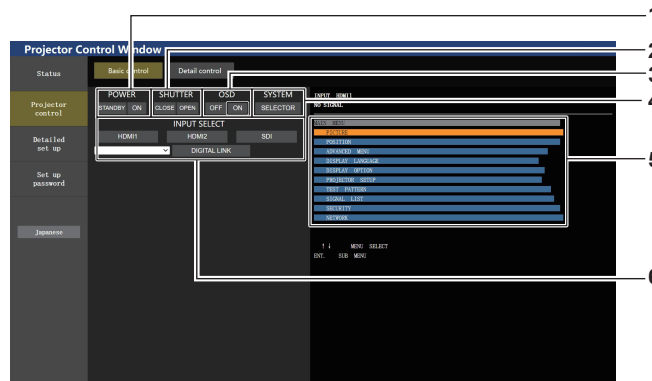 1
Projector Control Window
2
Status
Basic control
Detail control
3
POWER
SHUTTER
OSD
SYSTEM
STANDBY
ON
CLOSE
OPEN
OFF
ON
SELECTOR
4
INPUT HDMI1
NO SIGNAL
Projector
control
INPUT SELECT
HDMI1
HDMI2
SDI
DIGITAL LINK
MAIN MENU
PICTURE
POSITION
ADVANCED MENU
DISPLAY LANGUAGE
DISPLAY OPTION
PROJECTOR SETUP
TEST PATTERN
SIGNAL LIST
SECURITY
NETWORK
5
Detailed
set up
Set up
password
Japanese
↑↓ MENU SELECT
ENT. SUB MENU
6